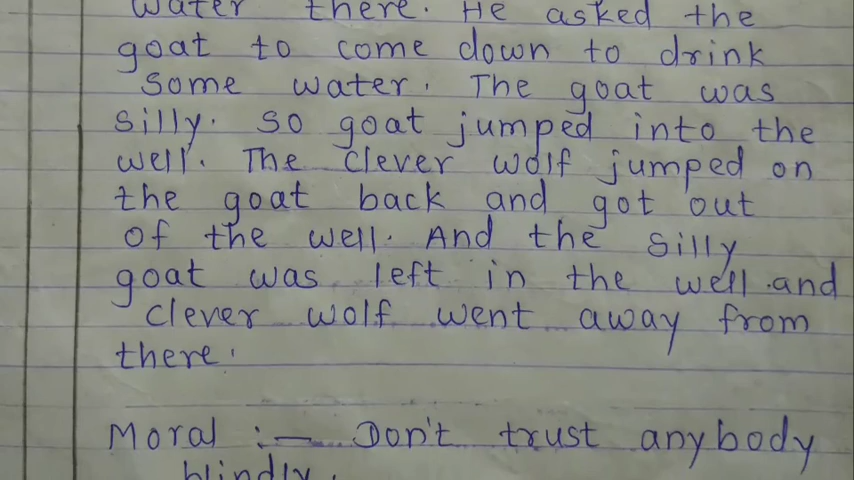 water there. He asked the
goat to come down to drink
some water. The goat was
silly. so goat jumped into the
well. The clever wolf jumped on
the goat back and got out
of the well. And the silly
goat was left in the well .and
clever wolf went away from
there.
Moral :— Don't trust anybody
blindly.